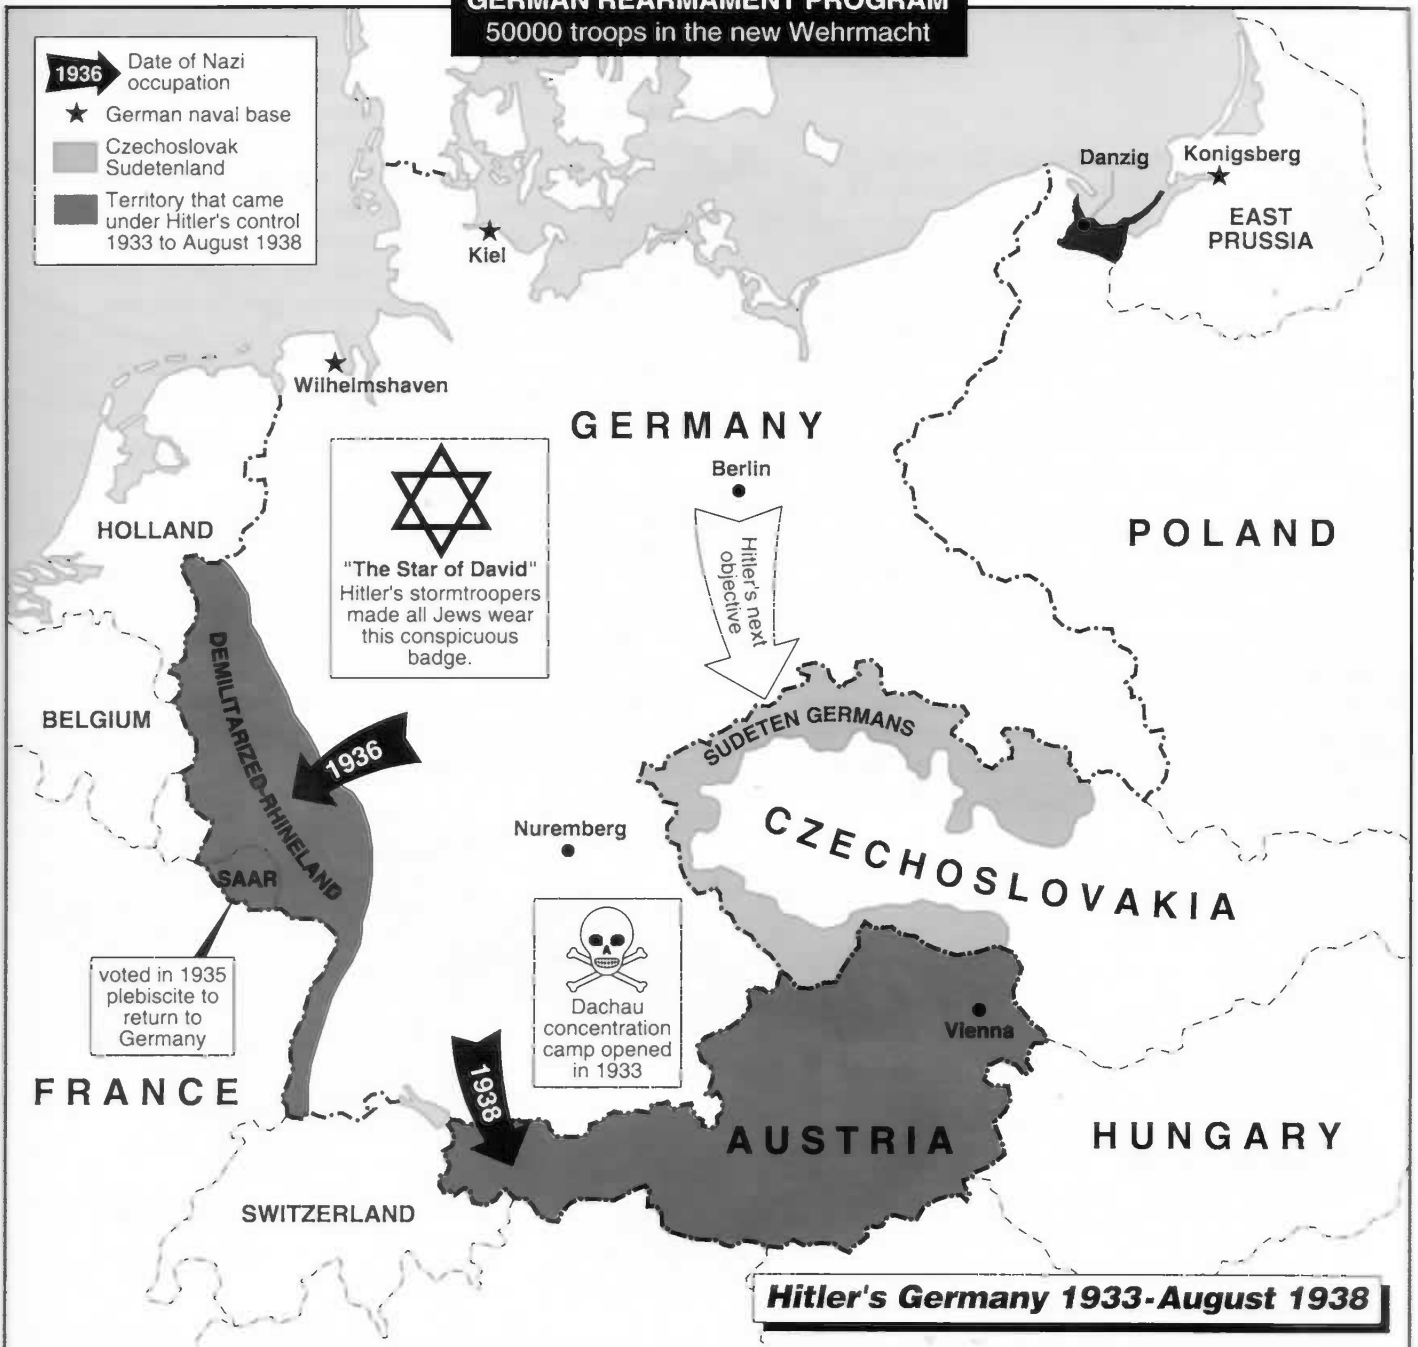 GERMAN REARMAMENT PROGRAM
50000 troops in the new Wehrmacht
1936
Date of Nazi
occupation
German naval base
Czechoslovak
Sudetenland
Territory that came
under Hitler's control
1933 to August 1938
Danzig
Konigsberg
EAST
PRUSSIA
Kiel
Wilhelmshaven
GERMANY
Berlin
HOLLAND
POLAND
"The Star of David"
Hitler's stormtroopers
made all Jews wear
this conspicuous
badge.
Hitler's next
objective
DEMILITARIZED-RHINELAND
BELGIUM
1936
SUDETEN GERMANS
Nuremberg
CZECHOSLOVAKIA
SAAR
voted in 1935
plebiscite to
return to
Germany
Dachau
concentration
camp opened
in 1933
Vienna
FRANCE
1938
AUSTRIA
HUNGARY
SWITZERLAND
Hitler's Germany 1933-August 1938